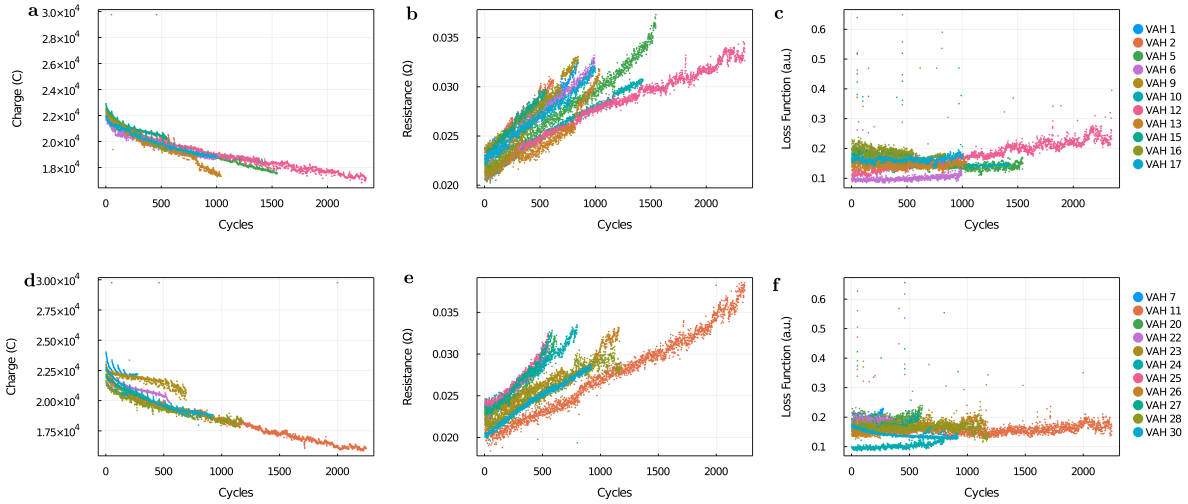 a
3.0×10⁴
2.8×10⁴
2.6×10⁴
2.4×10⁴
2.2×10⁴
2.0×10⁴
1.8×10⁴
Charge (C)
0 500 1000 1500 2000
Cycles
b
0.035
0.030
0.025
0.020
Resistance (Ω)
0 500 1000 1500 2000
Cycles
c
0.6
0.5
0.4
0.3
0.2
0.1
Loss Function (a.u.)
0 500 1000 1500 2000
Cycles
VAH 1
VAH 2
VAH 5
VAH 6
VAH 9
VAH 10
VAH 12
VAH 13
VAH 15
VAH 16
VAH 17
d
3.00×10⁴
2.75×10⁴
2.50×10⁴
2.25×10⁴
2.00×10⁴
1.75×10⁴
Charge (C)
0 500 1000 1500 2000
Cycles
e
0.035
0.030
0.025
0.020
Resistance (Ω)
0 500 1000 1500 2000
Cycles
f
0.6
0.5
0.4
0.3
0.2
0.1
Loss Function (a.u.)
0 500 1000 1500 2000
Cycles
VAH 7
VAH 11
VAH 20
VAH 22
VAH 23
VAH 24
VAH 25
VAH 26
VAH 27
VAH 28
VAH 30